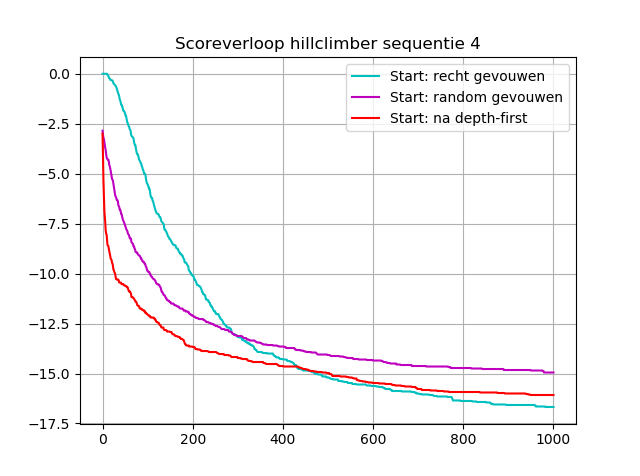 Scoreverloop hillclimber sequentie 4
Start: recht gevouwen
Start: random gevouwen
Start: na depth-first
0.0
−2.5
−5.0
−7.5
−10.0
−12.5
−15.0
−17.5
0 200 400 600 800 1000